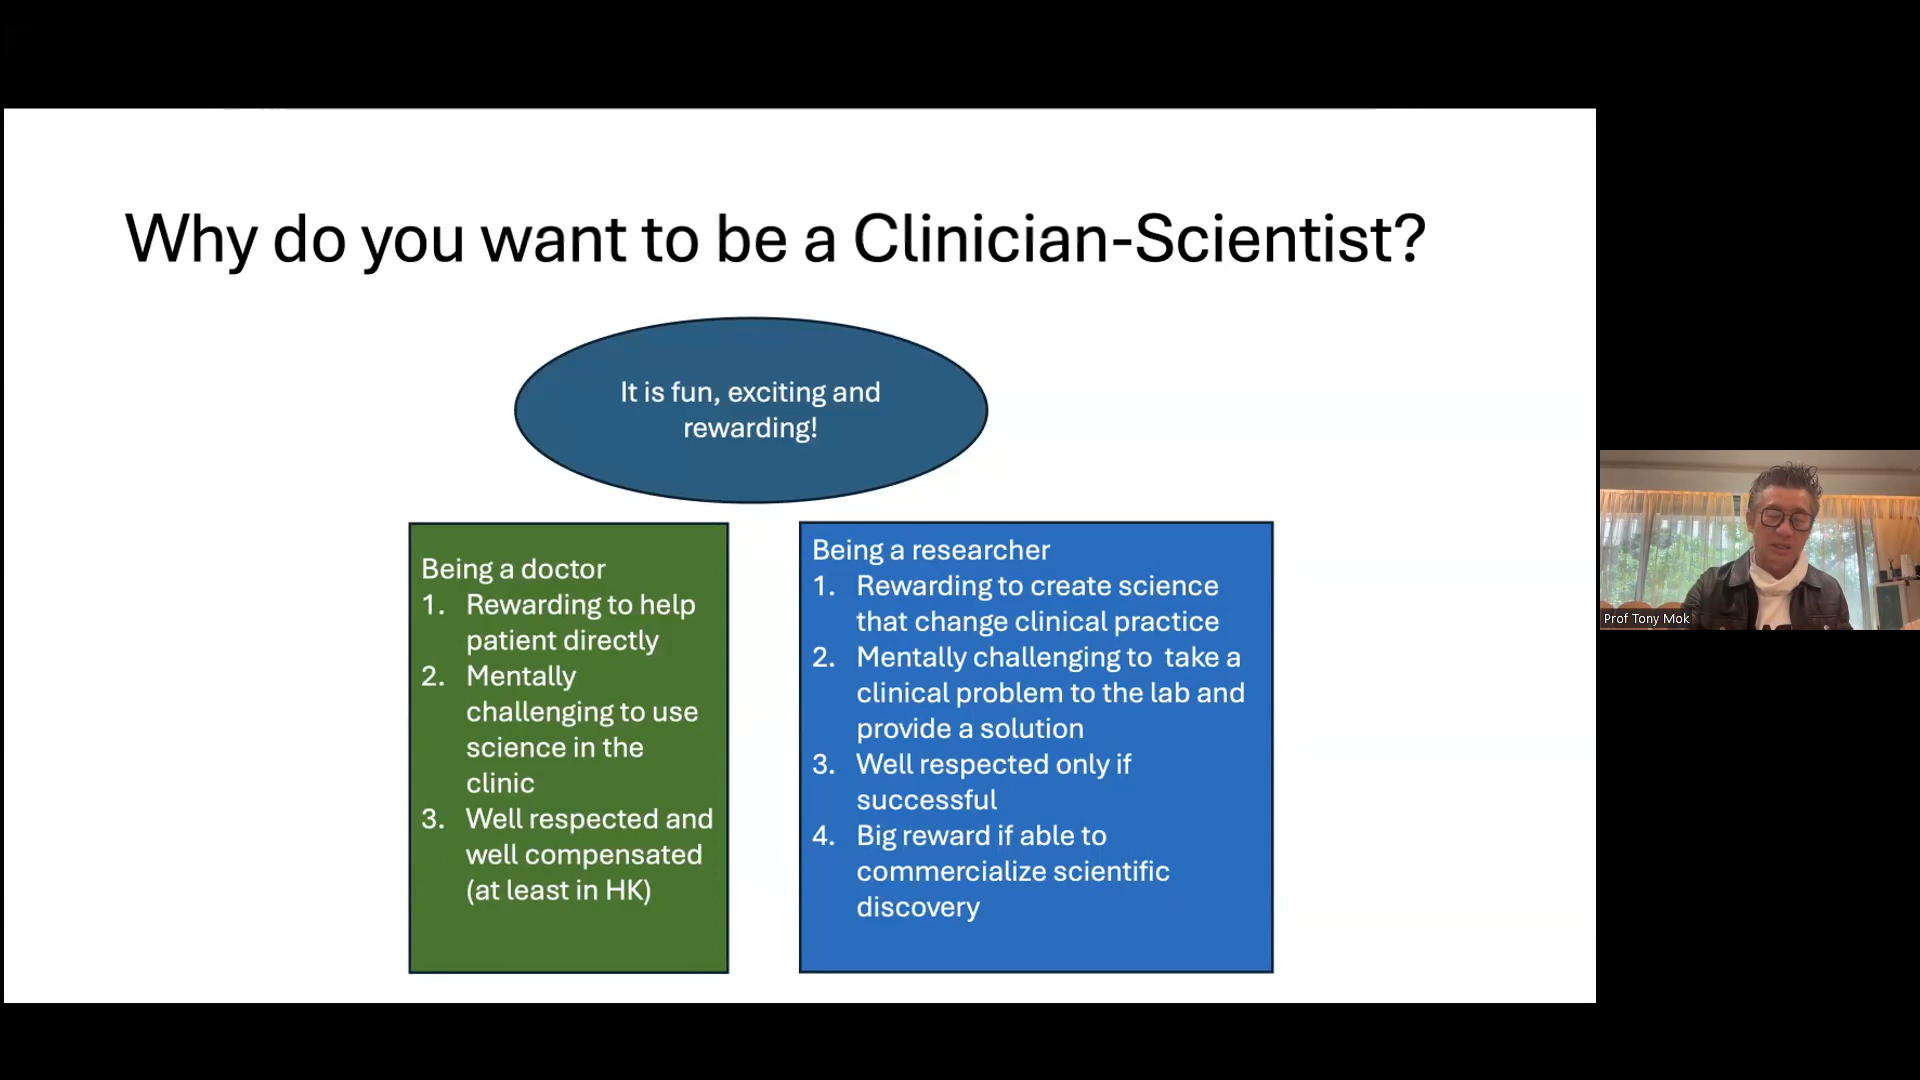 Why do you want to be a Clinician-Scientist?
It is fun, exciting and
rewarding!
Being a doctor
1. Rewarding to help
patient directly
2. Mentally
challenging to use
science in the
clinic
3. Well respected and
well compensated
(at least in HK)
Being a researcher
1. Rewarding to create science
that change clinical practice
2. Mentally challenging to  take a
clinical problem to the lab and
provide a solution
3. Well respected only if
successful
4. Big reward if able to
commercialize scientific
discovery
Prof Tony Mok